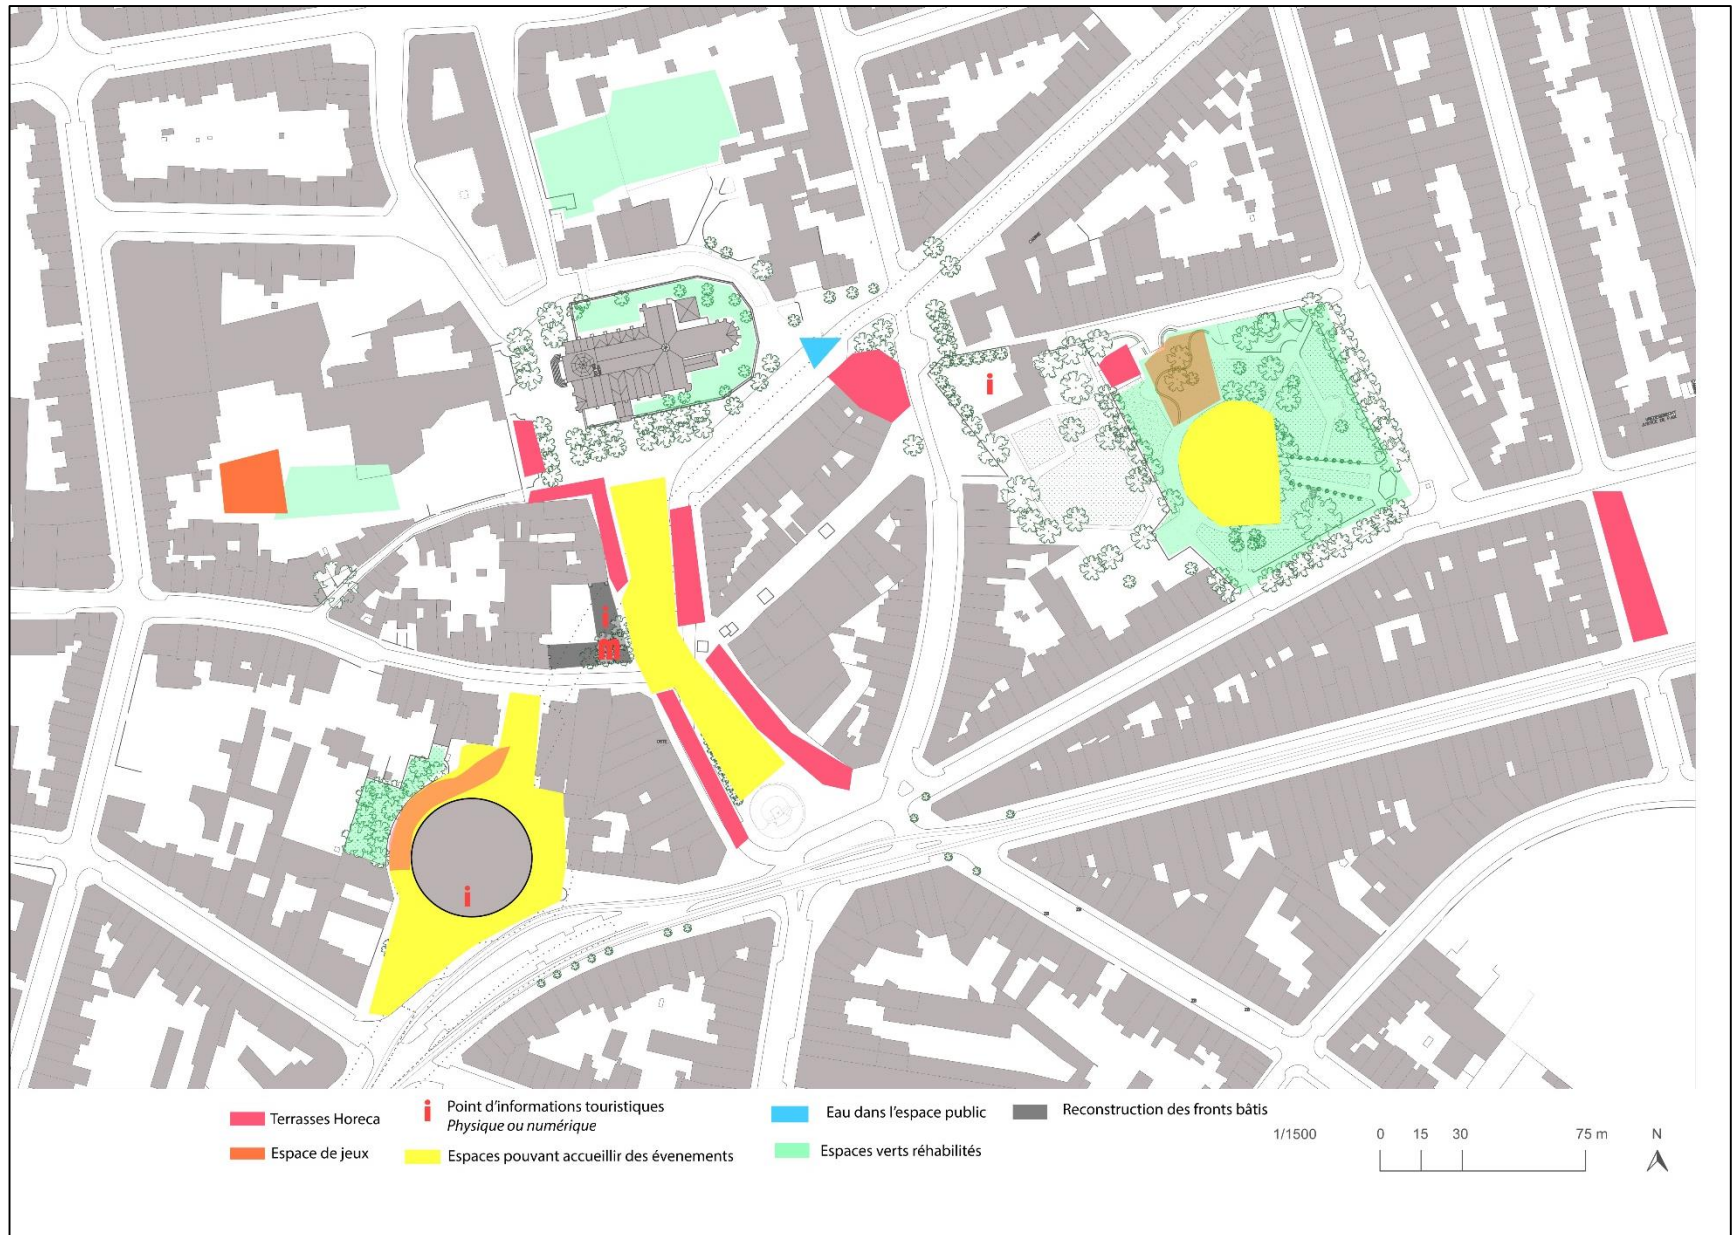 i
i
m
i
Terrasses Horeca
Espace de jeux
i
Point d'informations touristiques
Physique ou numérique
Espaces pouvant accueillir des évenements
Eau dans l'espace public
Espaces verts réhabilités
Reconstruction des fronts bâtis
1/1500
0 15 30 75 m
N